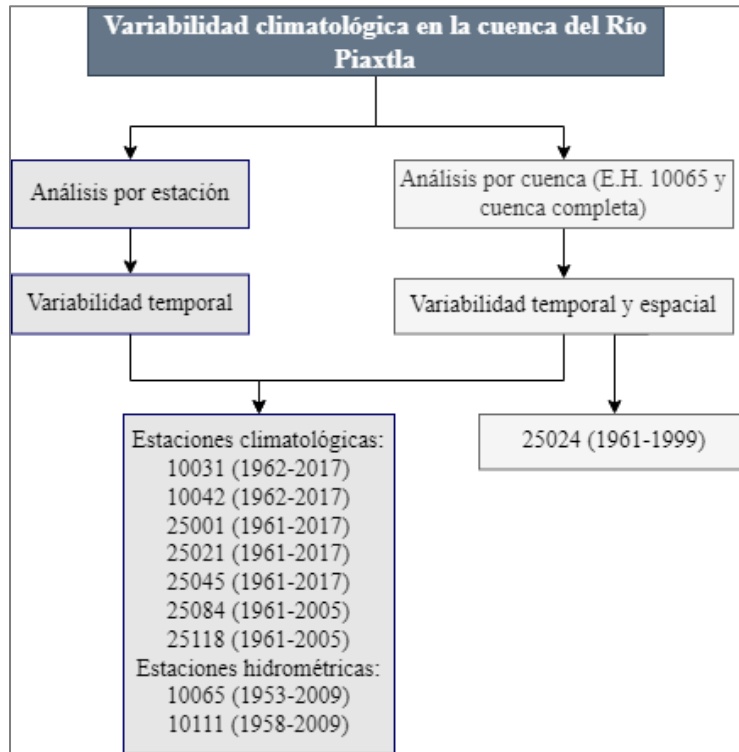 Variabilidad climatológica en la cuenca del Río
Piaxtla
Análisis por estación
Análisis por cuenca (E.H. 10065 y
cuenca completa)
Variabilidad temporal
Variabilidad temporal y espacial
Estaciones climatológicas:
10031 (1962-2017)
10042 (1962-2017)
25001 (1961-2017)
25021 (1961-2017)
25045 (1961-2017)
25084 (1961-2005)
25118 (1961-2005)
Estaciones hidrométricas:
10065 (1953-2009)
10111 (1958-2009)
25024 (1961-1999)